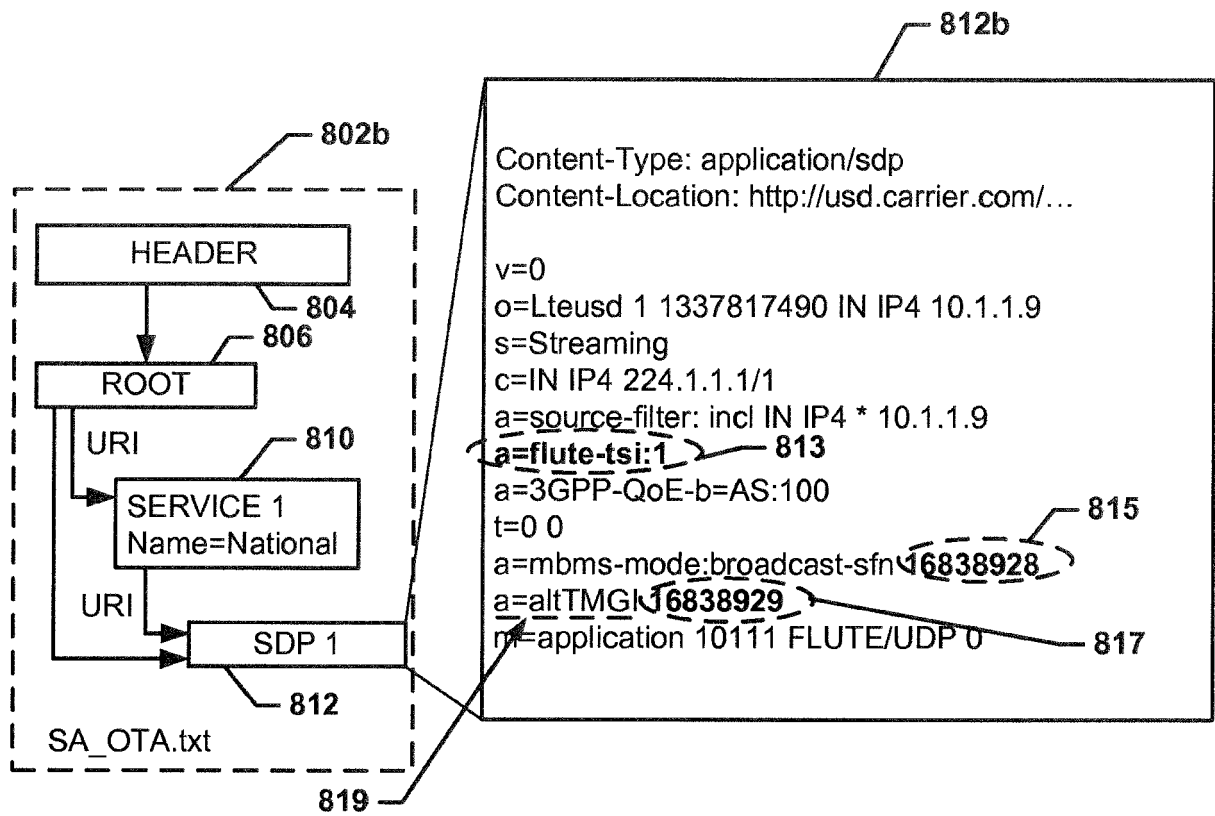 812b
802b
HEADER
804
806
ROOT
URI
810
SERVICE 1
Name=National
URI
SDP 1
812
SA_OTA.txt
819
Content-Type: application/sdp
Content-Location: http://usd.carrier.com/...
v=0
o=Lteusd 1 1337817490 IN IP4 10.1.1.9
s=Streaming
c=IN IP4 224.1.1.1/1
a=source-filter: incl IN IP4 * 10.1.1.9
a=flute-tsi:1
813
a=3GPP-QoE-b=AS:100
t=0 0
815
a=mbms-mode:broadcast-sfn 16838928
a=altTMGI 16838929
m=application 10111 FLUTE/UDP 0
817